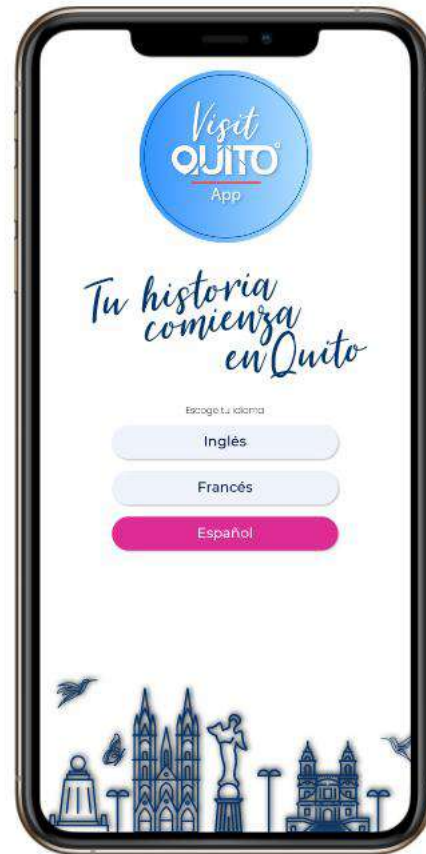 Visit
QUITO
App
Tu historia
comienza
en Quito
Escoge tu idioma
Inglés
Francés
Español